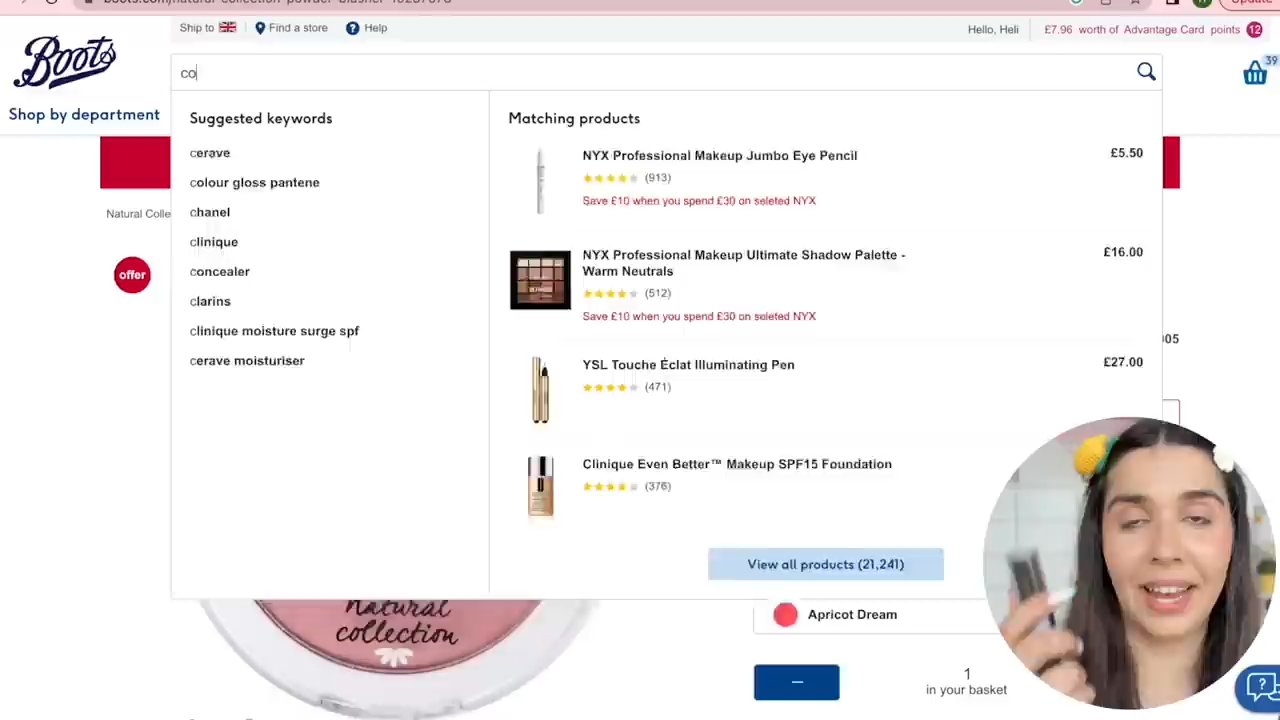 Ship to
Find a store
Help
Hello, Heli
£7.96 worth of Advantage Card points 12
Boots
co
39
Shop by department
Suggested keywords
cerave
colour gloss pantene
chanel
clinique
concealer
clarins
clinique moisture surge spf
cerave moisturiser
Matching products
NYX Professional Makeup Jumbo Eye Pencil
£5.50
(913)
Save £10 when you spend £30 on seleted NYX
NYX Professional Makeup Ultimate Shadow Palette -
Warm Neutrals
£16.00
(512)
Save £10 when you spend £30 on seleted NYX
YSL Touche Éclat Illuminating Pen
£27.00
(471)
Clinique Even Better™ Makeup SPF15 Foundation
(376)
View all products (21,241)
Natural Colle
offer
natural
collection
Apricot Dream
1
in your basket